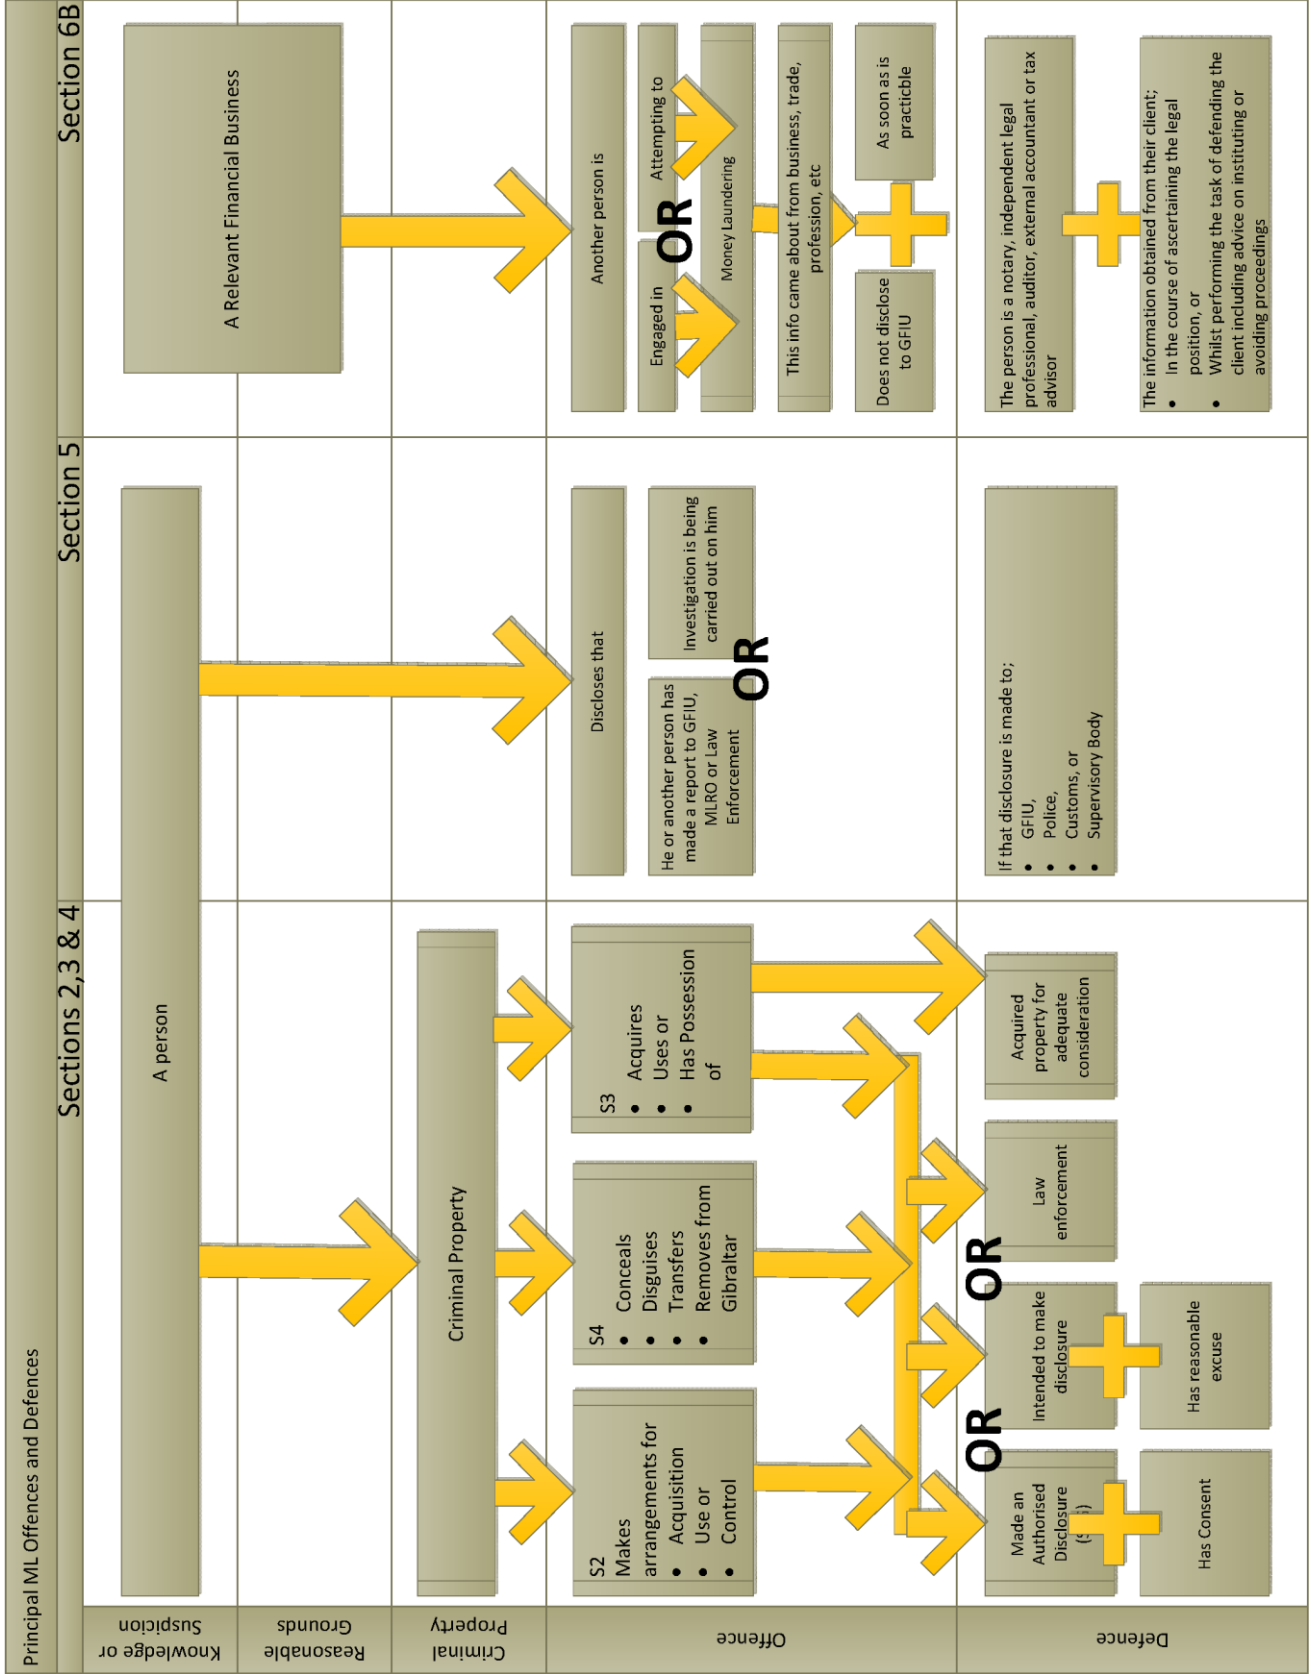 Principal ML Offences and Defences
Sections 2,3 & 4
Section 5
Section 6B
Knowledge or
Suspicion
Reasonable
Grounds
Criminal
Property
Offence
Defence
A person
A Relevant Financial Business
Criminal Property
S2
Makes
arrangements for
• Acquisition
• Use or
• Control
S4
• Conceals
• Disguises
• Transfers
• Removes from
Gibraltar
S3
• Acquires
• Uses or
• Has Possession
of
Discloses that
He or another person has
made a report to GFIU,
MLRO or Law
Enforcement
OR
Investigation is being
carried out on him
Another person is
Engaged in
OR
Attempting to
Money Laundering
This info came about from business, trade,
profession, etc
Does not disclose
to GFIU
As soon as is
practicble
Made an
Authorised
Disclosure
Has Consent
OR
Intended to make
disclosure
Has reasonable
excuse
OR
Law
enforcement
Acquired
property for
adequate
consideration
If that disclosure is made to;
• GFIU,
• Police,
• Customs, or
• Supervisory Body
The person is a notary, independent legal
professional, auditor, external accountant or tax
advisor
The information obtained from their client;
• In the course of ascertaining the legal
position, or
• Whilst performing the task of defending the
client including advice on instituting or
avoiding proceedings